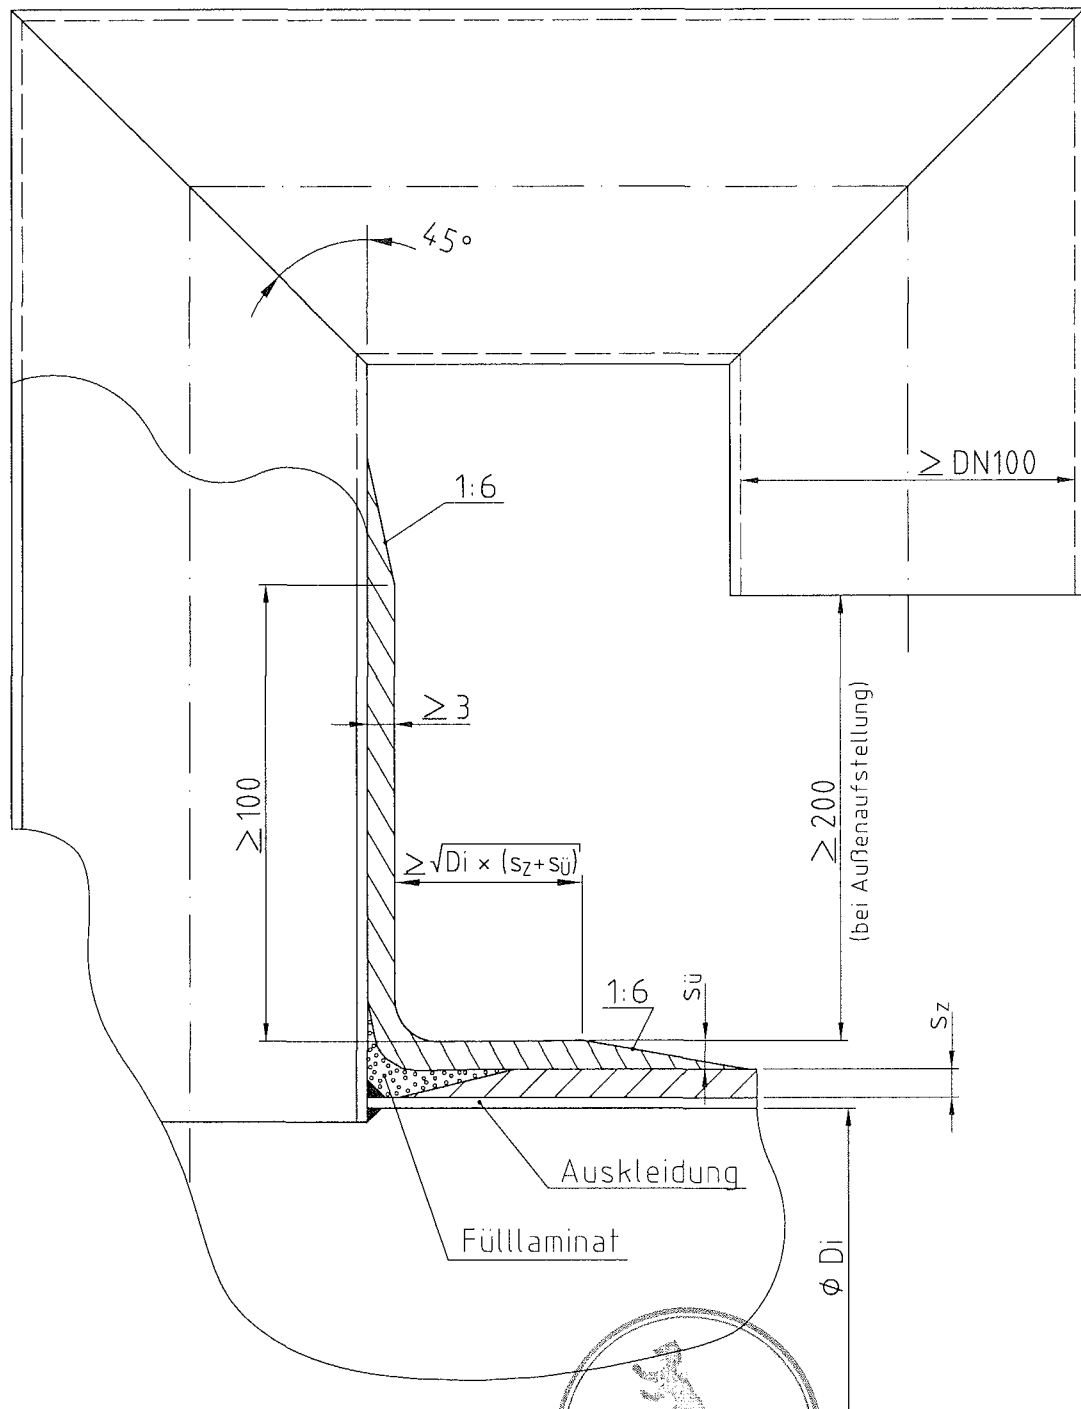 45°
≥ DN100
1:6
≥ 3
≥100
≥ 200
(bei Außenaufstellung)
≥√Di × (sz+sü)
1:6
sü
sz
Auskleidung
Fülllaminat
ϕ Di